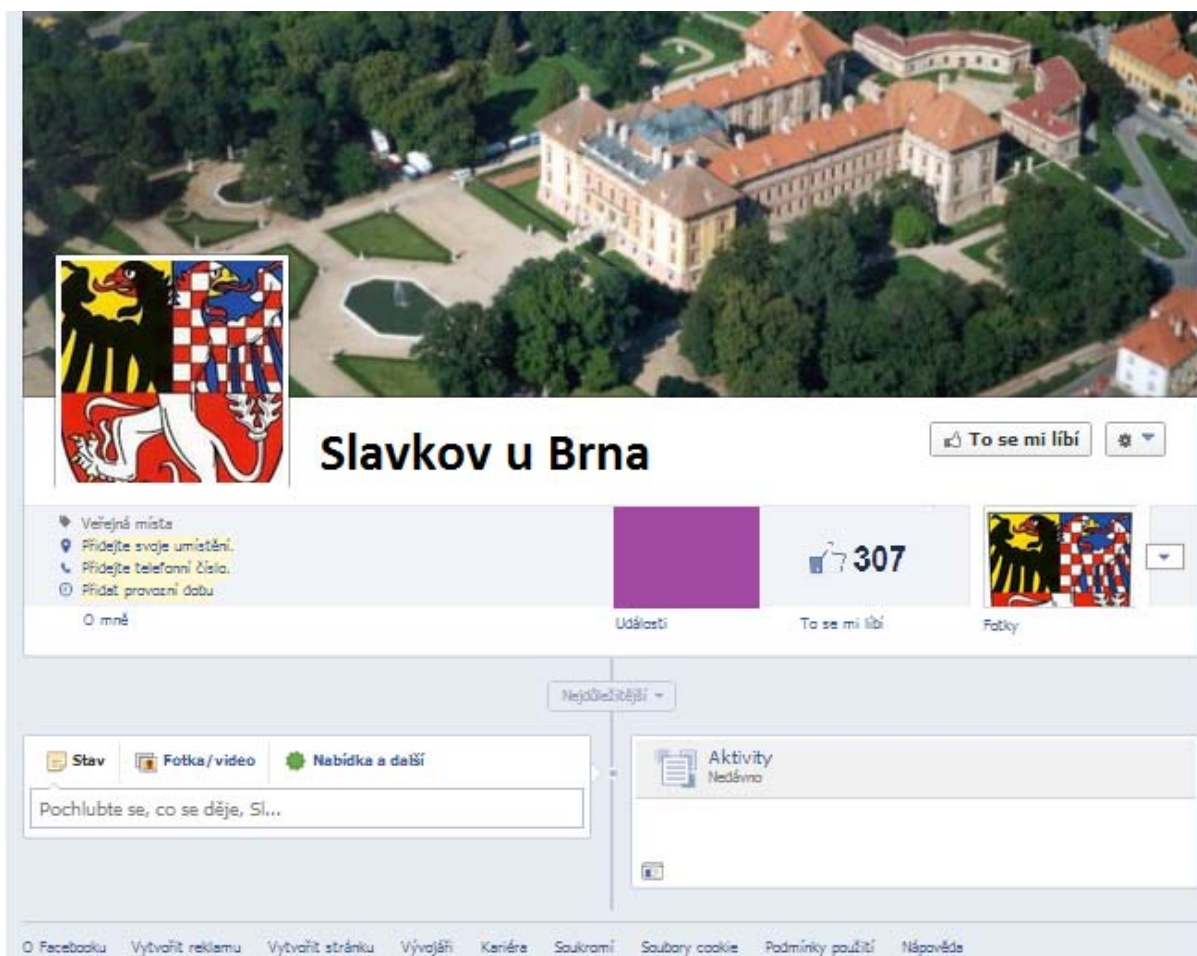 Slavkov u Brna
To se mi líbí
Veřejná místa
Přidejte svoje umístění.
Přidejte telefonní číslo.
Přidat provozní dobu
O mně
307
Události
To se mi líbí
Fotky
Nejdůležitější
Stav
Fotka/video
Nabídka a další
Pochlubte se, co se děje, Sl...
Aktivity
Nedávno
O Facebooku Vytvořit reklamu Vytvořit stránku Vývojáři Kariéra Soukromí Soubory cookie Podmínky použití Nápověda